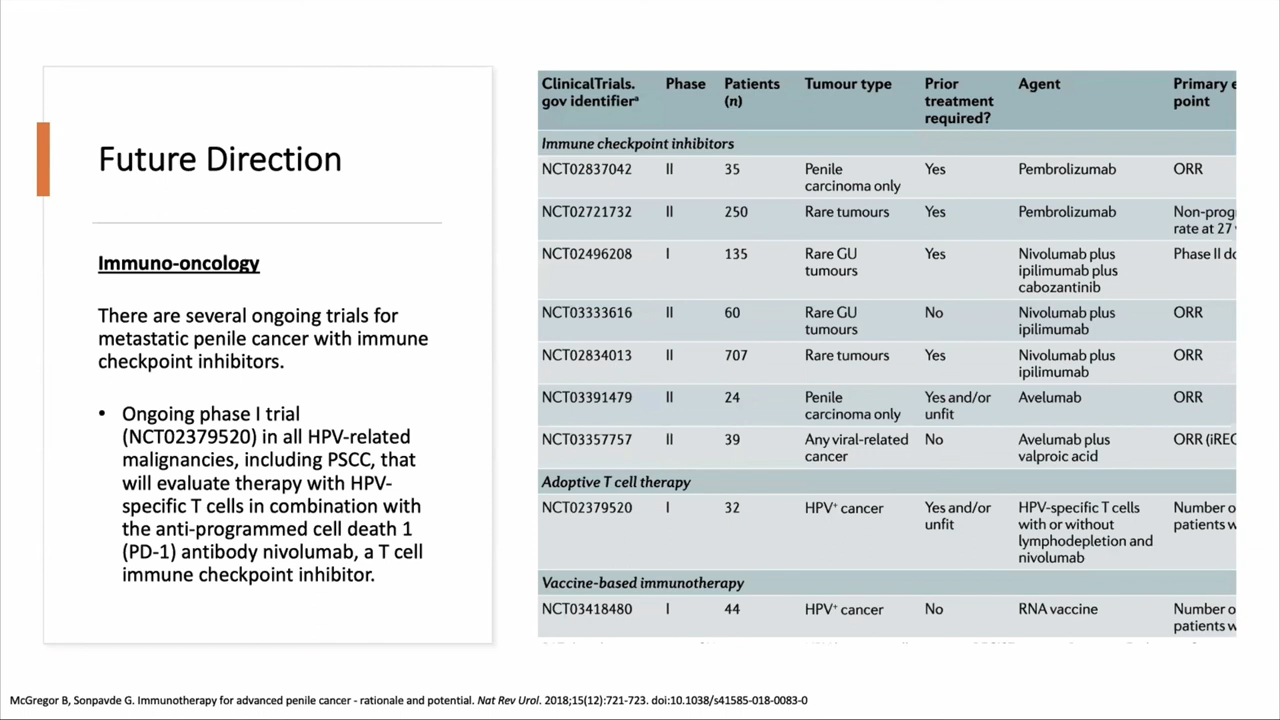 Future Direction
Immuno-oncology
There are several ongoing trials for
metastatic penile cancer with immune
checkpoint inhibitors.
• Ongoing phase I trial
(NCT02379520) in all HPV-related
malignancies, including PSCC, that
will evaluate therapy with HPV-
specific T cells in combination with
the anti-programmed cell death 1
(PD-1) antibody nivolumab, a T cell
immune checkpoint inhibitor.
ClinicalTrials. Phase Patients Tumour type Prior Agent Primary e
gov identifierᵃ (n) treatment point
required?
Immune checkpoint inhibitors
NCT02837042 II 35 Penile Yes Pembrolizumab ORR
carcinoma only
NCT02721732 II 250 Rare tumours Yes Pembrolizumab Non-prog
rate at 27
NCT02496208 I 135 Rare GU Yes Nivolumab plus Phase II do
tumours ipilimumab plus
cabozantinib
NCT03333616 II 60 Rare GU No Nivolumab plus ORR
tumours ipilimumab
NCT02834013 II 707 Rare tumours Yes Nivolumab plus ORR
ipilimumab
NCT03391479 II 24 Penile Yes and/or Avelumab ORR
carcinoma only unfit
NCT03357757 II 39 Any viral-related No Avelumab plus ORR (iREC
cancer valproic acid
Adoptive T cell therapy
NCT02379520 I 32 HPV⁺ cancer Yes and/or HPV-specific T cells Number o
unfit with or without patients w
lymphodepletion and
nivolumab
Vaccine-based immunotherapy
NCT03418480 I 44 HPV⁺ cancer No RNA vaccine Number o
patients w
McGregor B, Sonpavde G. Immunotherapy for advanced penile cancer - rationale and potential. Nat Rev Urol. 2018;15(12):721-723. doi:10.1038/s41585-018-0083-0